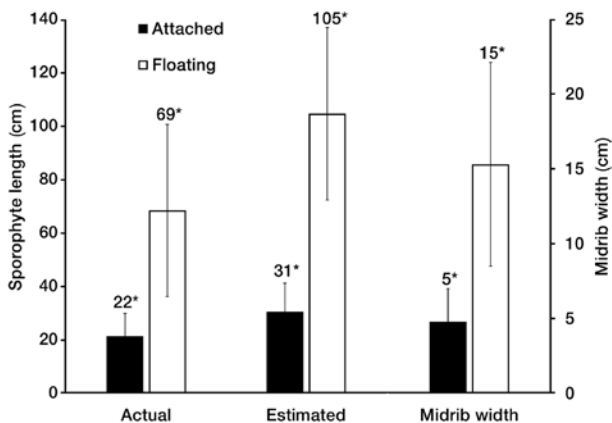 140
120
100
80
60
40
20
0
Sporophyte length (cm)
Attached
Floating
22*
69*
31*
105*
5*
15*
25
20
15
10
5
0
Midrib width (cm)
Actual
Estimated
Midrib width